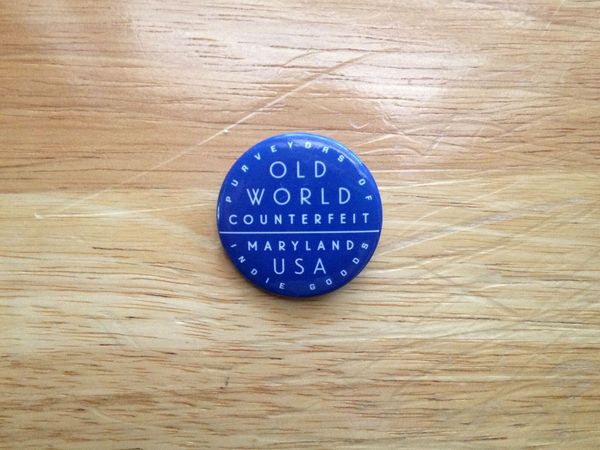 PURVEYORS OF
OLD
WORLD
COUNTERFEIT
MARYLAND
USA
INDIE GOODS